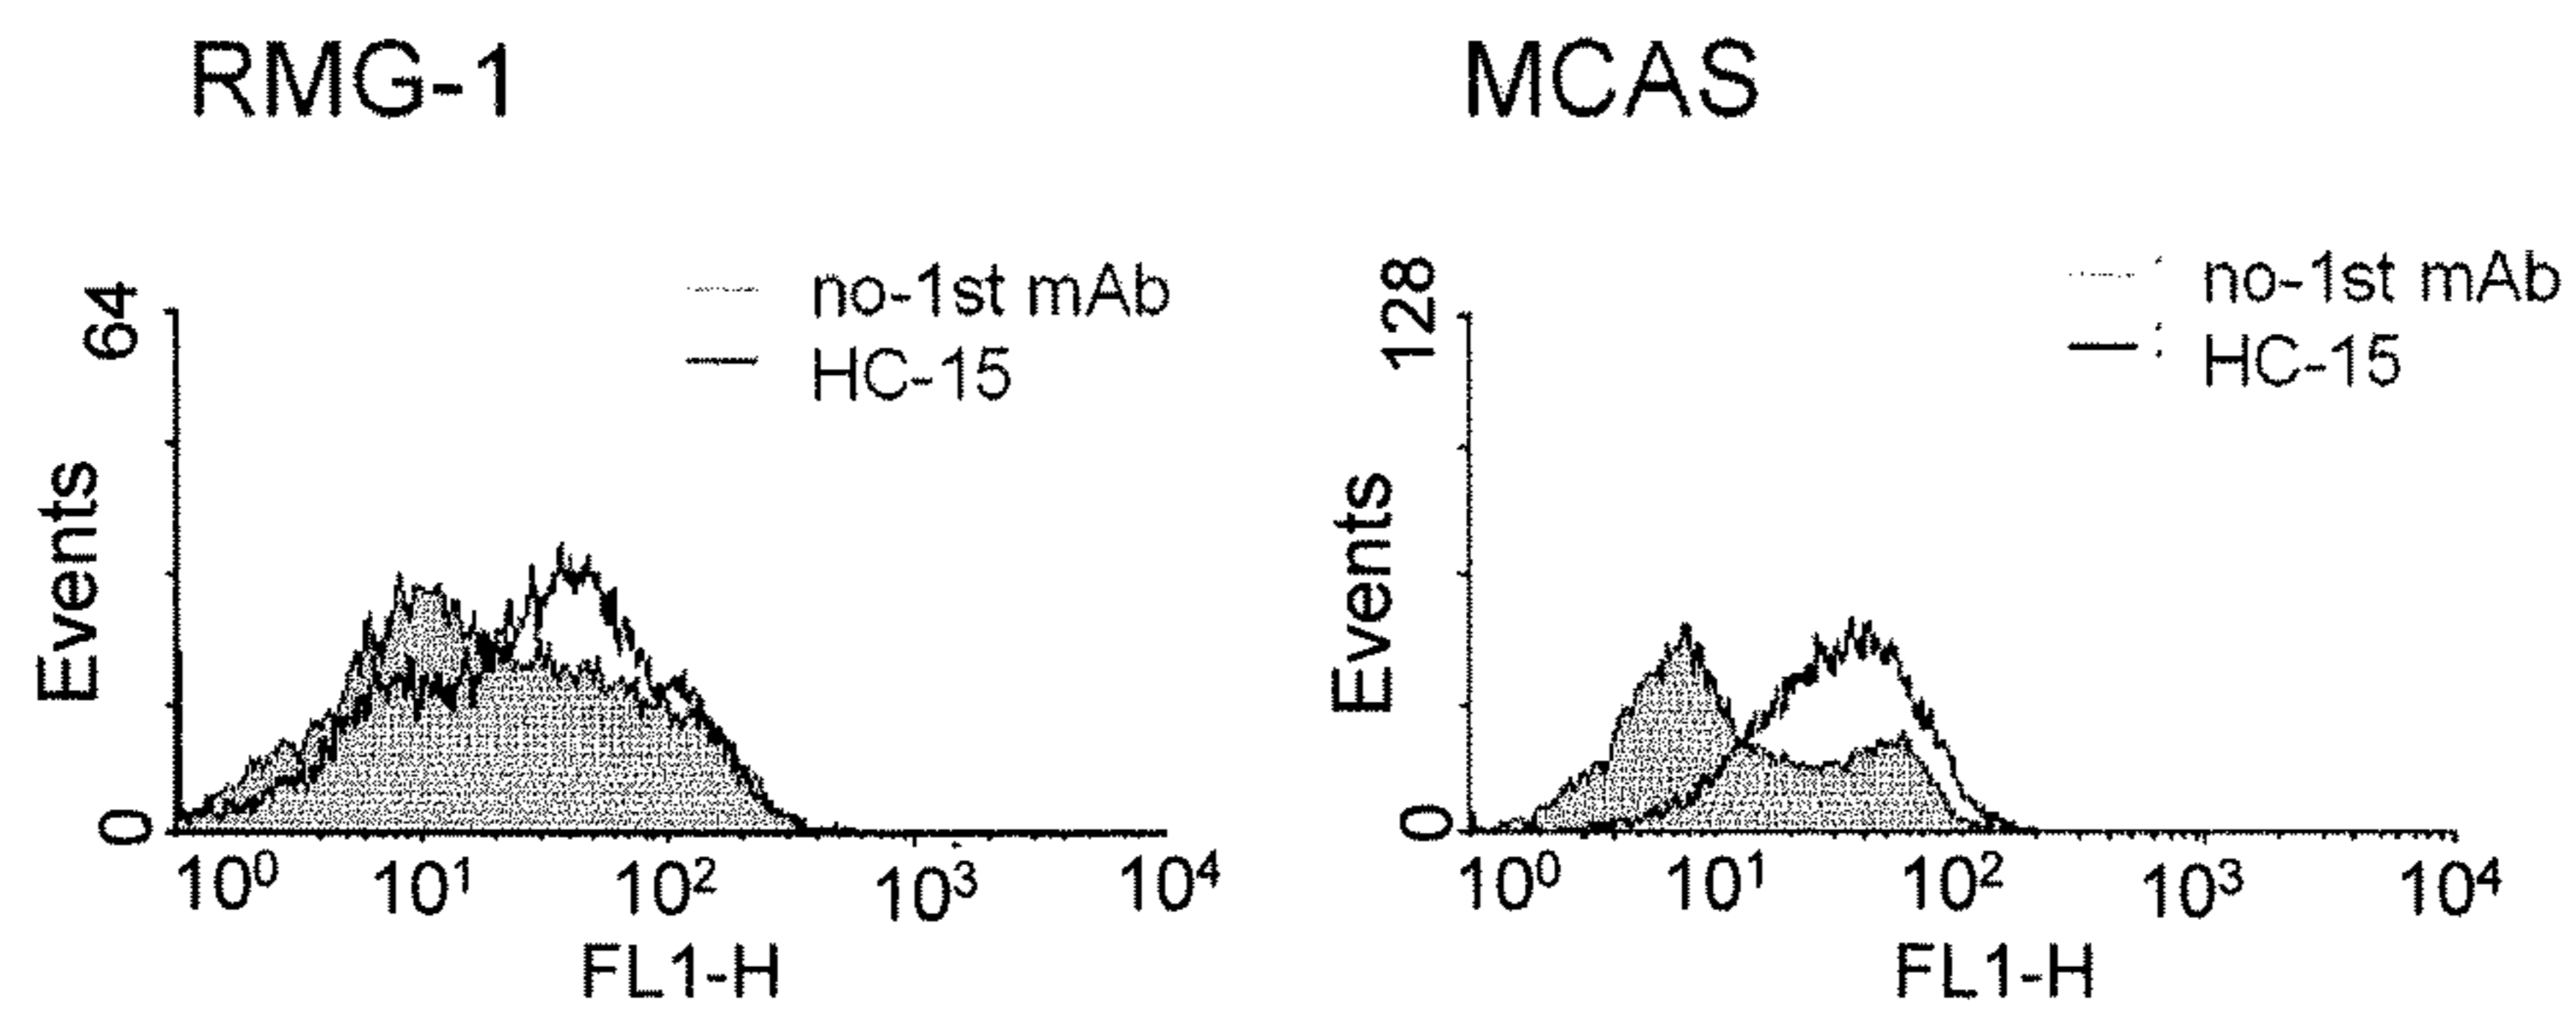 RMG-1
64
no-1st mAb
HC-15
Events
0
10⁰ 10¹ 10² 10³ 10⁴
FL1-H
MCAS
128
: no-1st mAb
: HC-15
Events
0
10⁰ 10¹ 10² 10³ 10⁴
FL1-H